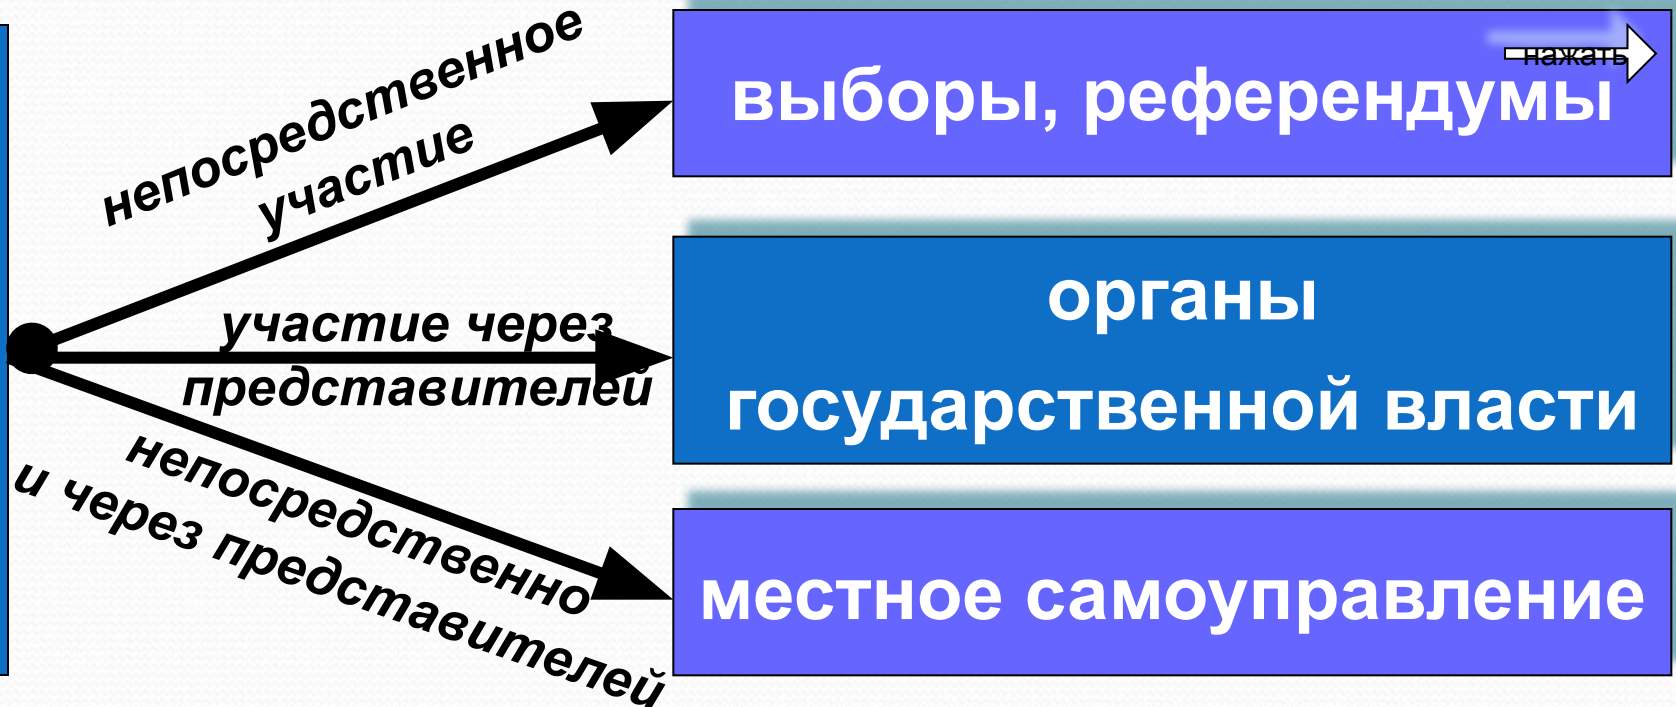 непосредственное
участие
нажать
выборы, референдумы
участие через
представителей
органы
государственной власти
непосредственно
и через представителей
местное самоуправление